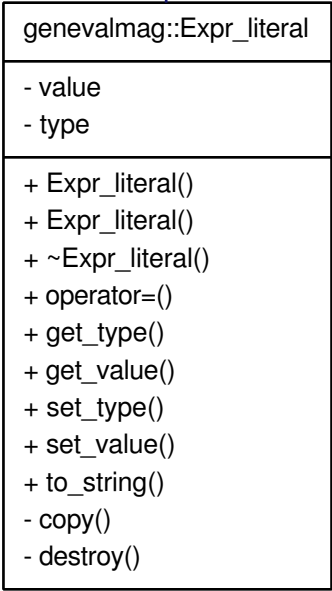 genevalmag::Expr_literal
- value
- type
+ Expr_literal()
+ Expr_literal()
+ ~Expr_literal()
+ operator=()
+ get_type()
+ get_value()
+ set_type()
+ set_value()
+ to_string()
- copy()
- destroy()